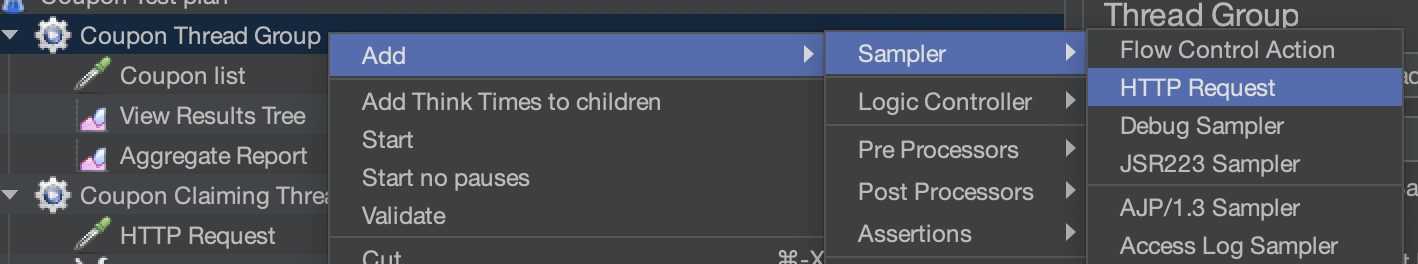 Coupon Test plan
Coupon Thread Group
Coupon list
View Results Tree
Aggregate Report
Coupon Claiming Threa
HTTP Request
Add
Add Think Times to children
Start
Start no pauses
Validate
Cut
⌘-X
Sampler
Logic Controller
Pre Processors
Post Processors
Assertions
Thread Group
Flow Control Action
HTTP Request
Debug Sampler
JSR223 Sampler
AJP/1.3 Sampler
Access Log Sampler